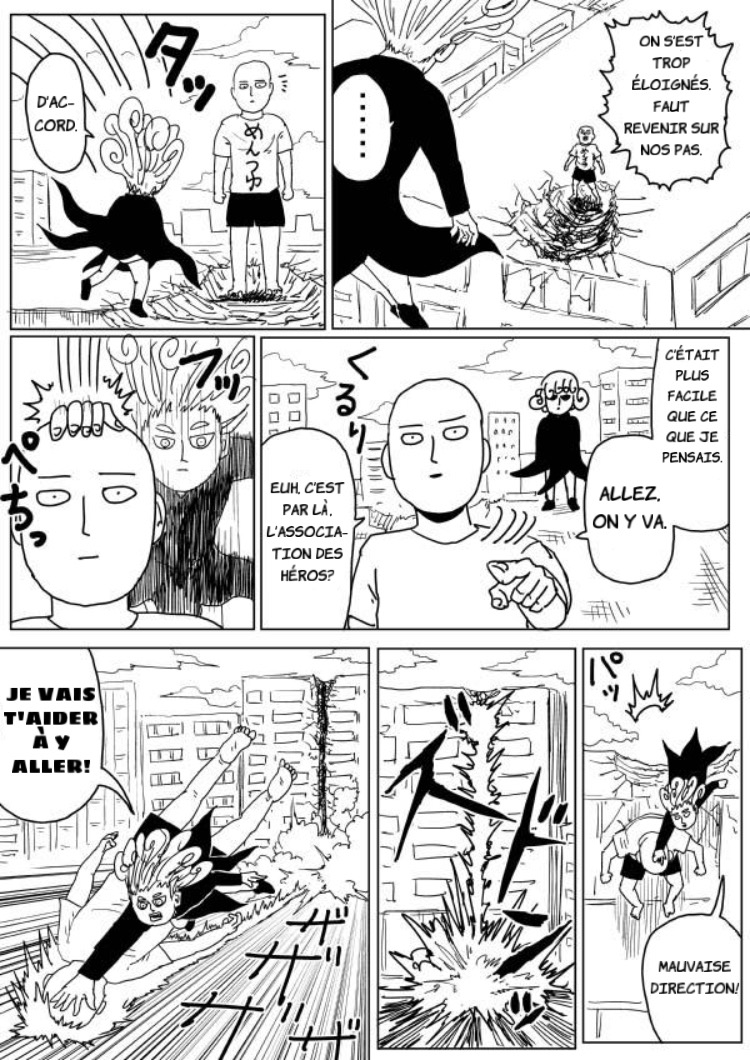 ON S'EST
TROP
ÉLOIGNÉS.
FAUT
REVENIR SUR
NOS PAS.
......
タッ
D'AC-
CORD.
めんつゆ
C'ÉTAIT
PLUS
FACILE
QUE CE
QUE JE
PENSAIS.
ALLEZ,
ON Y VA.
くるり
EUH, C'EST
PAR LÀ,
L'ASSOCIA-
TION DES
HÉROS?
フッ
ぺちっ
パッ
MAUVAISE
DIRECTION!
ズド
JE VAIS
T'AIDER
À Y
ALLER!
ザザザザ